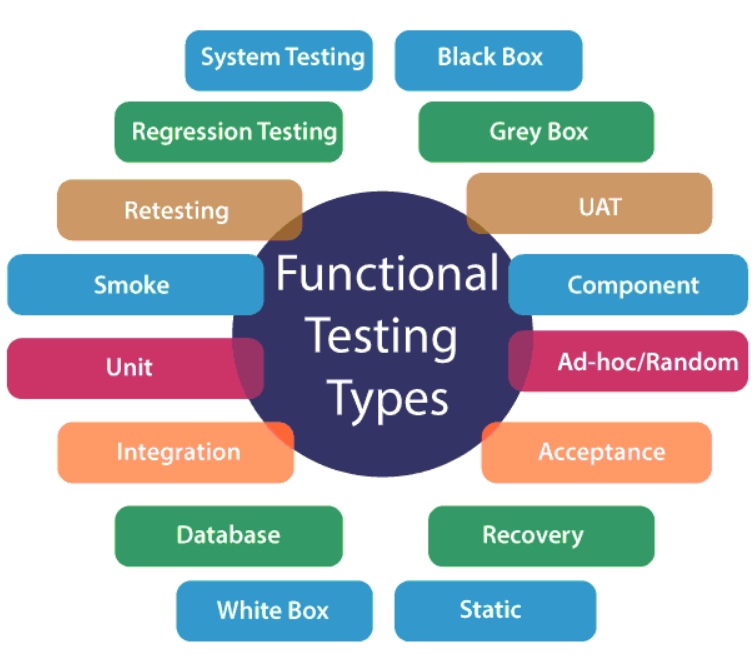 System Testing
Black Box
Regression Testing
Grey Box
Retesting
UAT
Smoke
Component
Functional
Testing
Types
Unit
Ad-hoc/Random
Integration
Acceptance
Database
Recovery
White Box
Static